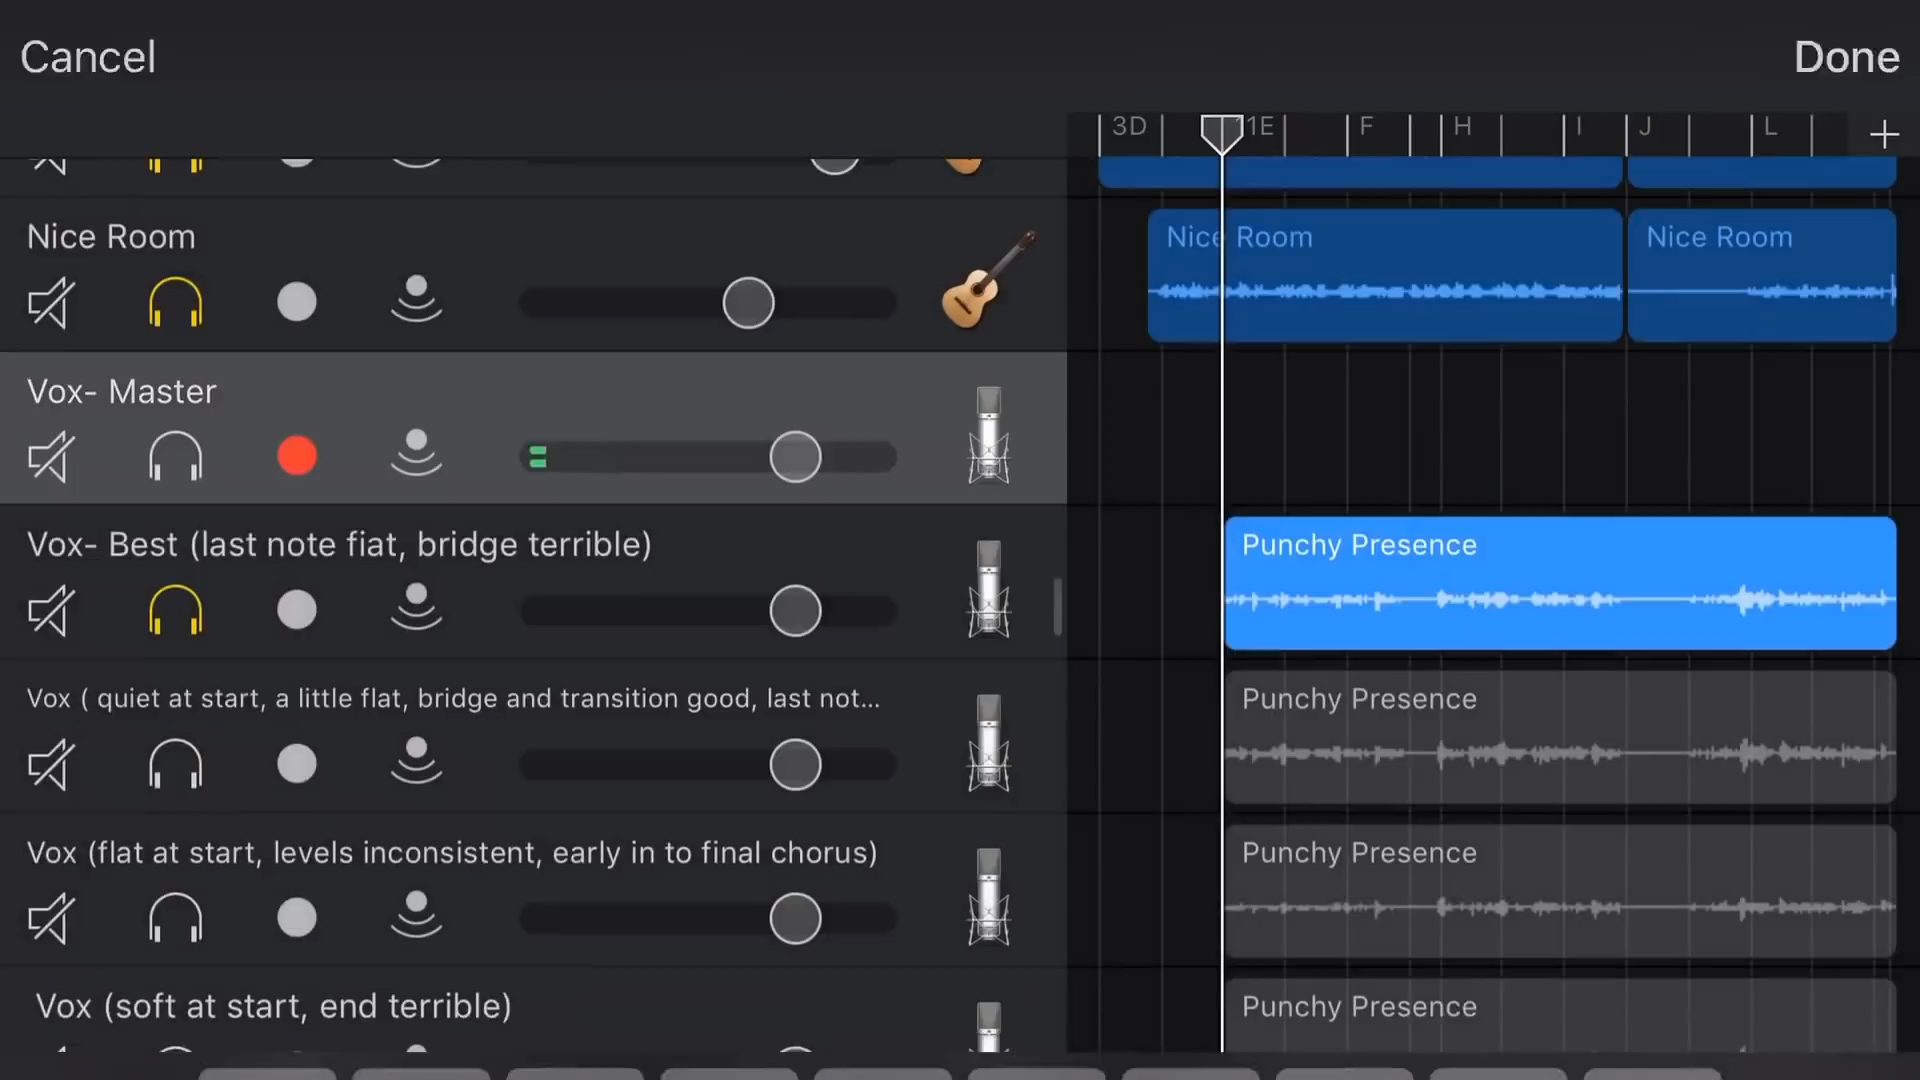 Cancel
Done
3D
1E
F
H
I
J
L
Nice Room
Nice Room
Nice Room
Vox- Master
Vox- Best (last note fiat, bridge terrible)
Punchy Presence
Vox ( quiet at start, a little flat, bridge and transition good, last not...
Punchy Presence
Vox (flat at start, levels inconsistent, early in to final chorus)
Punchy Presence
Vox (soft at start, end terrible)
Punchy Presence